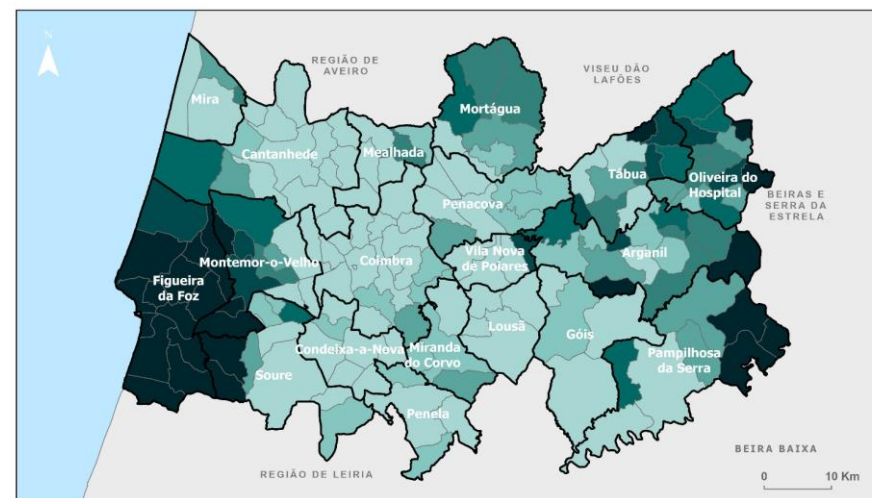 N
REGIÃO DE
AVEIRO
VISEU DÃO
LAFÕES
Mira
Mortágua
Cantanhede
Mealhada
Tábua
Oliveira do
Hospital
BEIRAS E
SERRA DA
ESTRELA
Penacova
Figueira
da Foz
Montemor-o-Velho
Coimbra
Vila Nova
de Poiares
Arganil
Lousã
Góis
Soure
Condeixa-a-Nova
Miranda
do Corvo
Pampilhosa
da Serra
Penela
BEIRA BAIXA
REGIÃO DE LEIRIA
0 10 Km